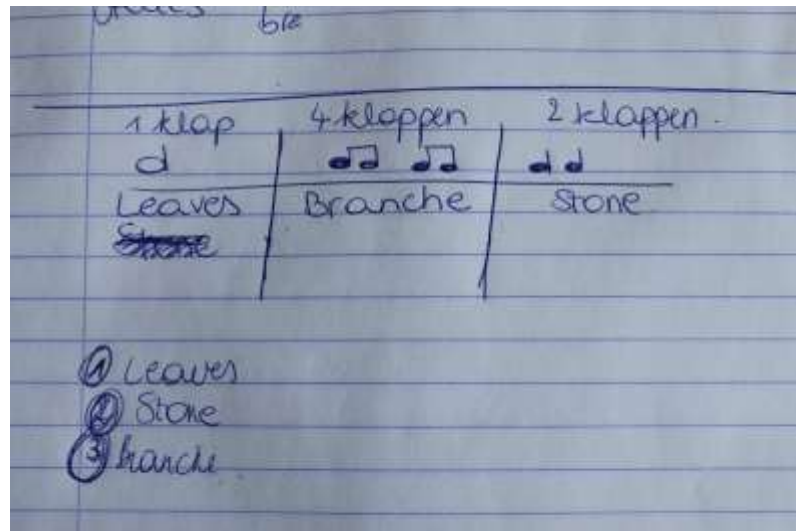 1 klap 4 klappen 2 klappen.
Leaves Branche Stone
① Leaves
② Stone
③ Branche